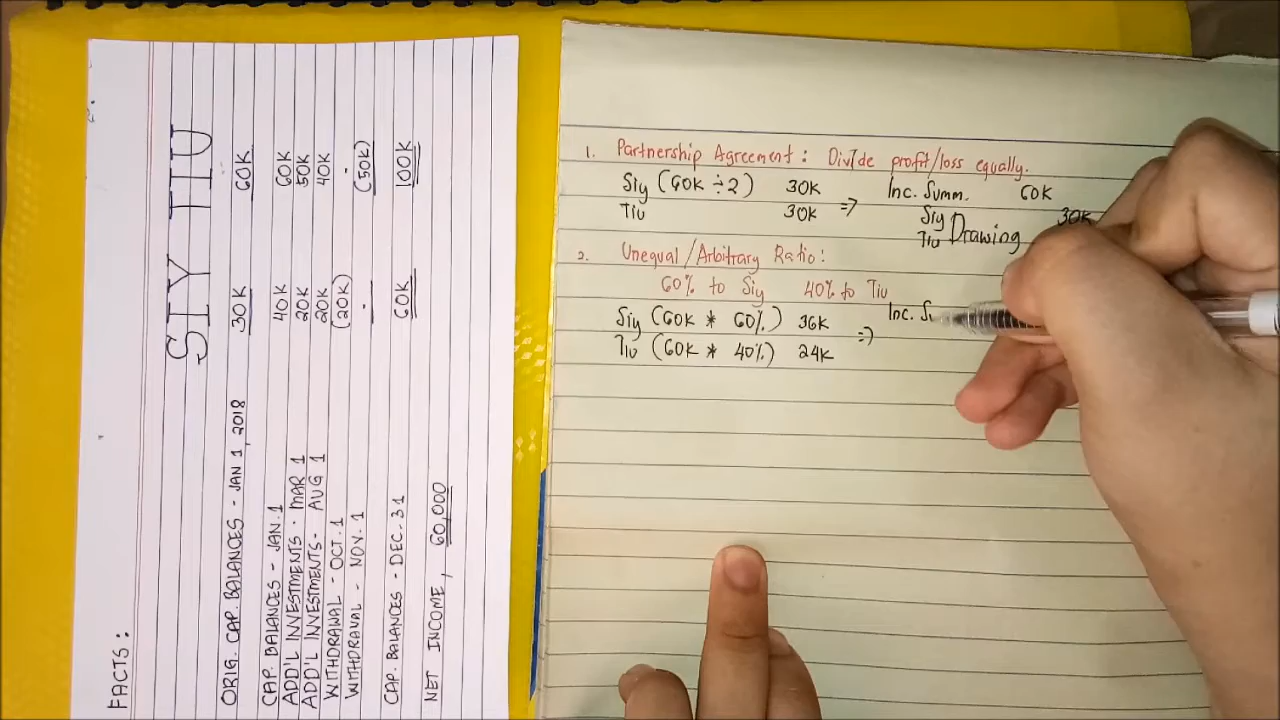 FACTS:
SIY TIU
ORIG. CAP. BALANCES - JAN 1, 2018 30K 60K
CAP. BALANCES - JAN. 1 40K 60K
ADD'L INVESTMENTS - MAR 1 20K 50K
ADD'L INVESTMENTS - AUG 1 20K 40K
WITHDRAWAL - OCT. 1 (20K) -
WITHDRAWAL - NOV. 1 - (50K)
CAP. BALANCES - DEC. 31 60K 100K
NET INCOME, 60,000
1. Partnership Agreement: Divide profit/loss equally.
Siy (60K ÷ 2) 30K => Inc. Summ. 60K
Tiu 30K Siy Drawing 30K
Tiu
2. Unequal/Arbitrary Ratio:
60% to Siy 40% to Tiu
Siy (60K * 60%) 36K => Inc. Su
Tiu (60K * 40%) 24K